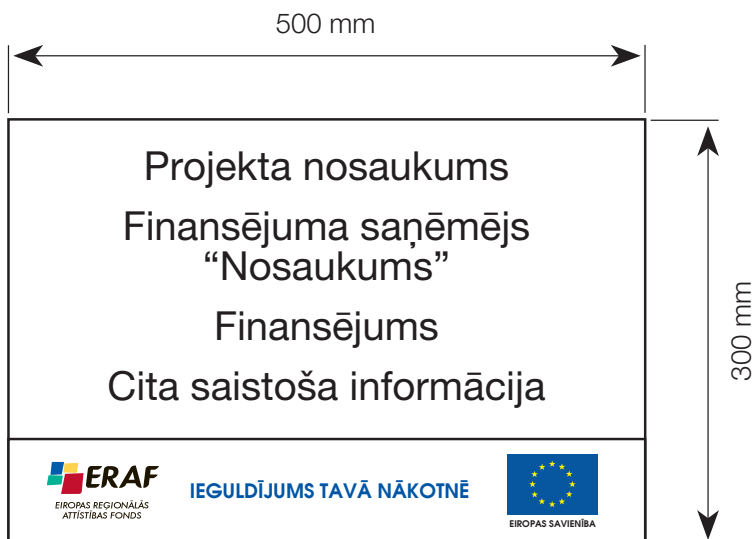 500 mm
Projekta nosaukums
Finansējuma saņēmējs
“Nosaukums”
Finansējums
Cita saistoša informācija
300 mm
ERAF
EIROPAS REGIONĀLĀS
ATTĪSTĪBAS FONDS
IEGULDĪJUMS TAVĀ NĀKOTNĒ
EIROPAS SAVIENĪBA